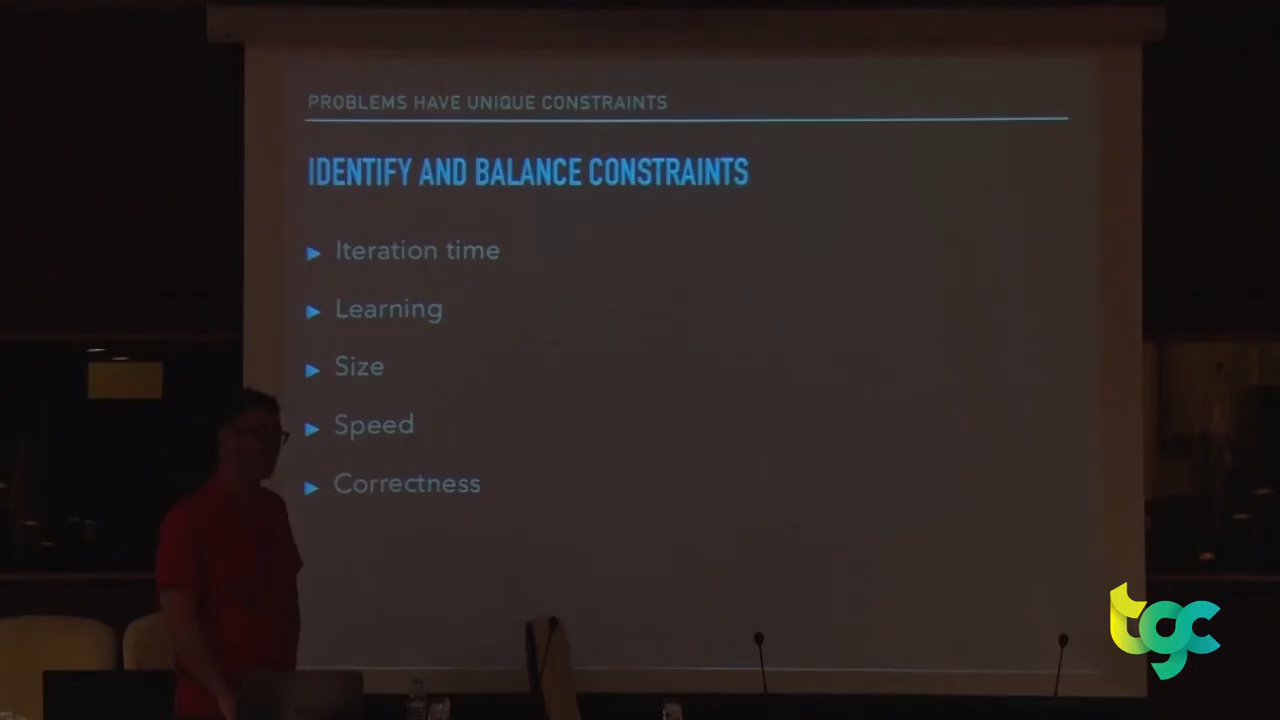 PROBLEMS HAVE UNIQUE CONSTRAINTS
IDENTIFY AND BALANCE CONSTRAINTS
Iteration time
Learning
Size
Speed
Correctness
tgc